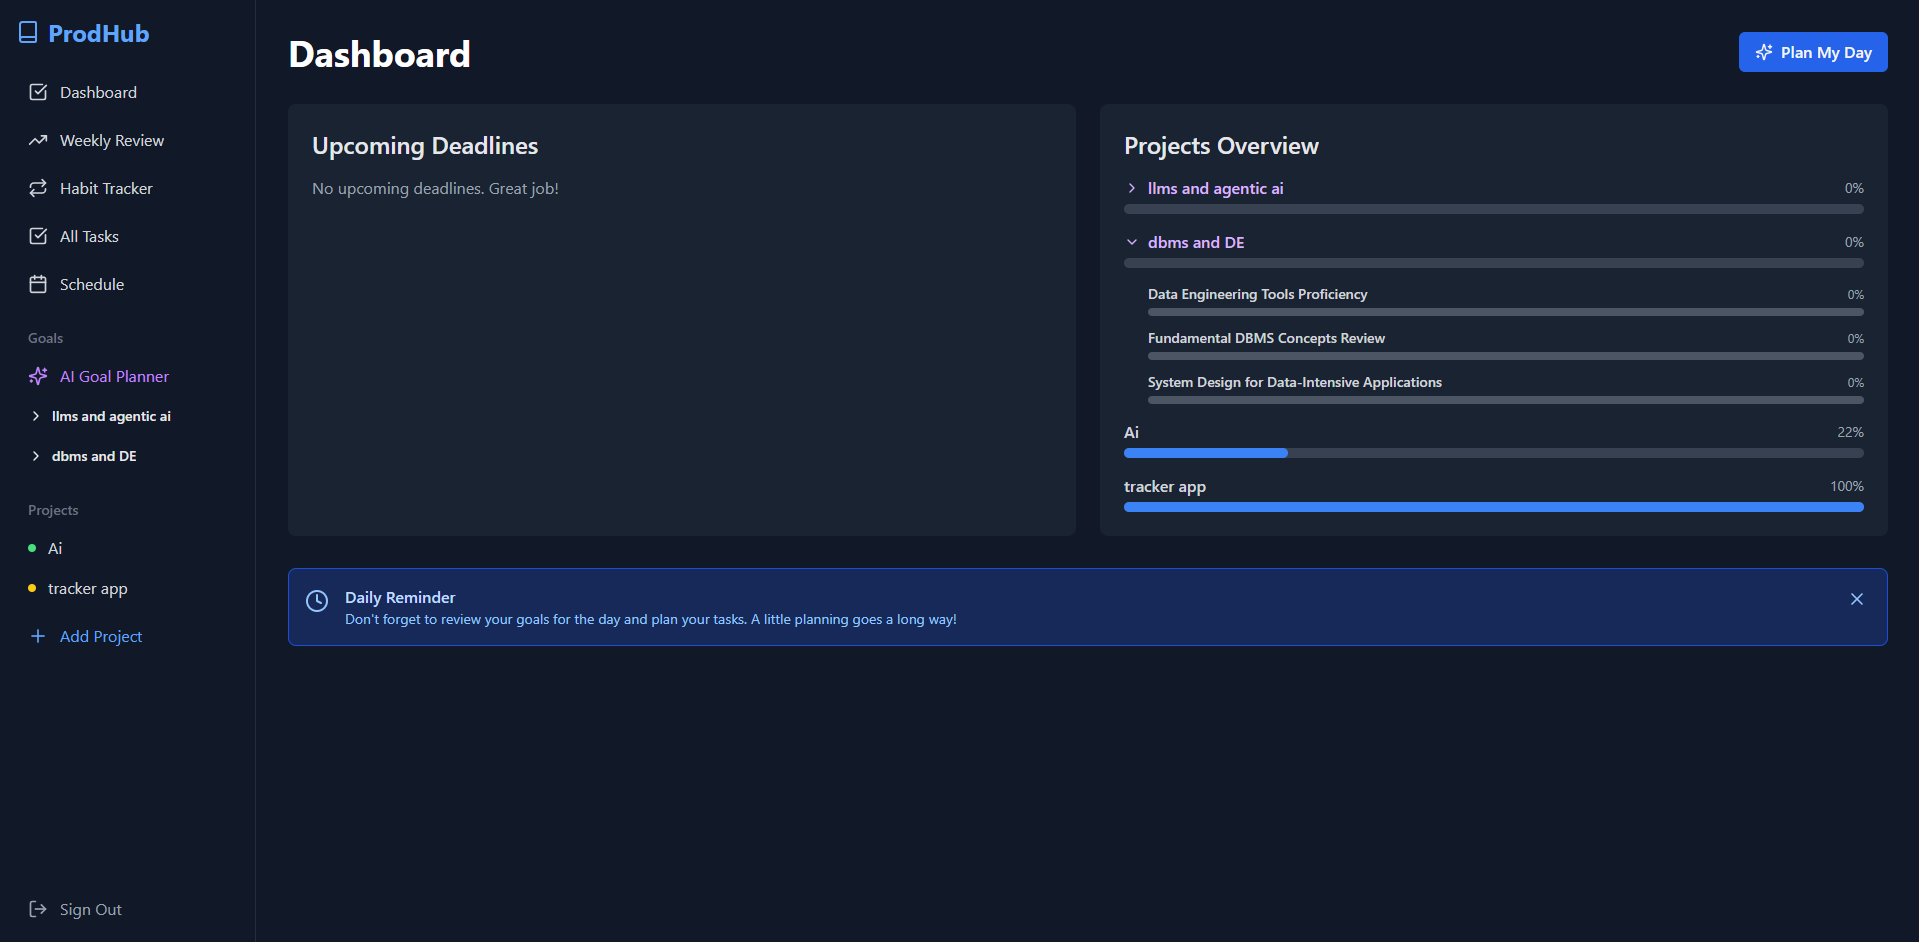 ProdHub
Dashboard
Weekly Review
Habit Tracker
All Tasks
Schedule
Goals
AI Goal Planner
llms and agentic ai
dbms and DE
Projects
Ai
tracker app
Add Project
Sign Out
Dashboard
Plan My Day
Upcoming Deadlines
No upcoming deadlines. Great job!
Projects Overview
llms and agentic ai 0%
dbms and DE 0%
Data Engineering Tools Proficiency 0%
Fundamental DBMS Concepts Review 0%
System Design for Data-Intensive Applications 0%
Ai 22%
tracker app 100%
Daily Reminder
Don't forget to review your goals for the day and plan your tasks. A little planning goes a long way!